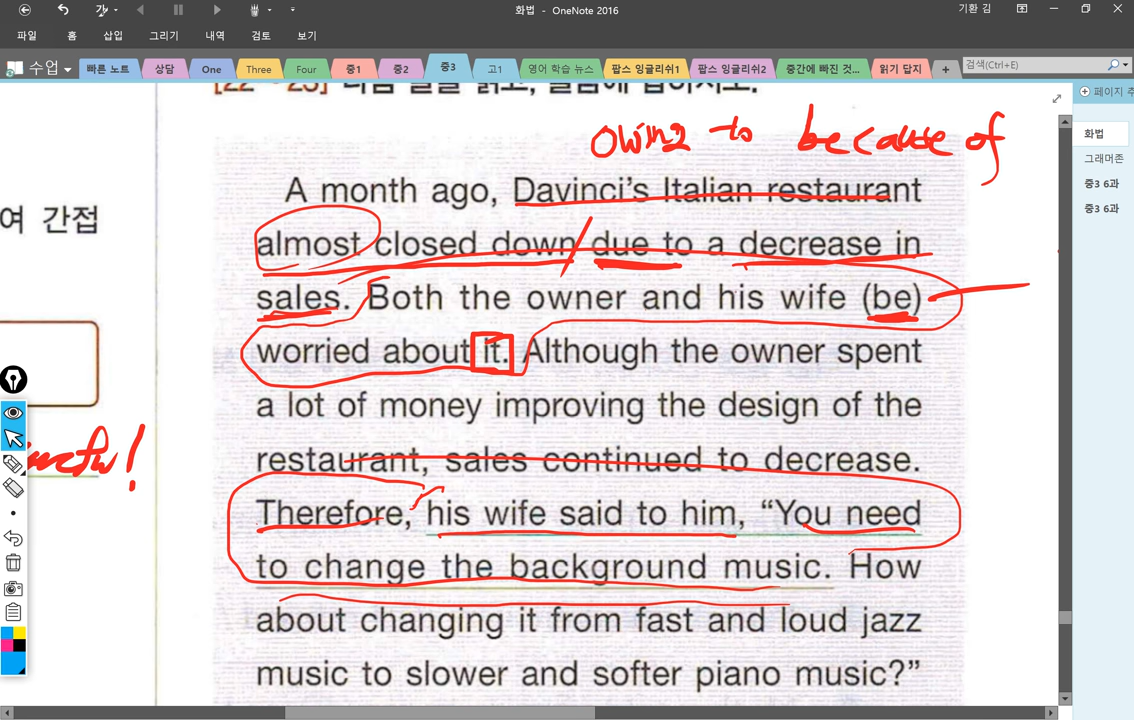 화법 - OneNote 2016
기환 김
파일 홈 삽입 그리기 내역 검토 보기
수업 빠른 노트 상담 One Three Four 중1 중2 중3 고1 영어 학습 뉴스 팝스 잉글리쉬1 팝스 잉글리쉬2 중간에 빠진 것... 읽기 답지 + 검색(Ctrl+E)
페이지 추
화법
그래머존
중3 6과
중3 6과
owing to because of
A month ago, Davinci's Italian restaurant
almost closed down due to a decrease in
sales. Both the owner and his wife (be)
worried about it. Although the owner spent
a lot of money improving the design of the
restaurant, sales continued to decrease.
Therefore, his wife said to him, “You need
to change the background music. How
about changing it from fast and loud jazz
music to slower and softer piano music?”
여 간접